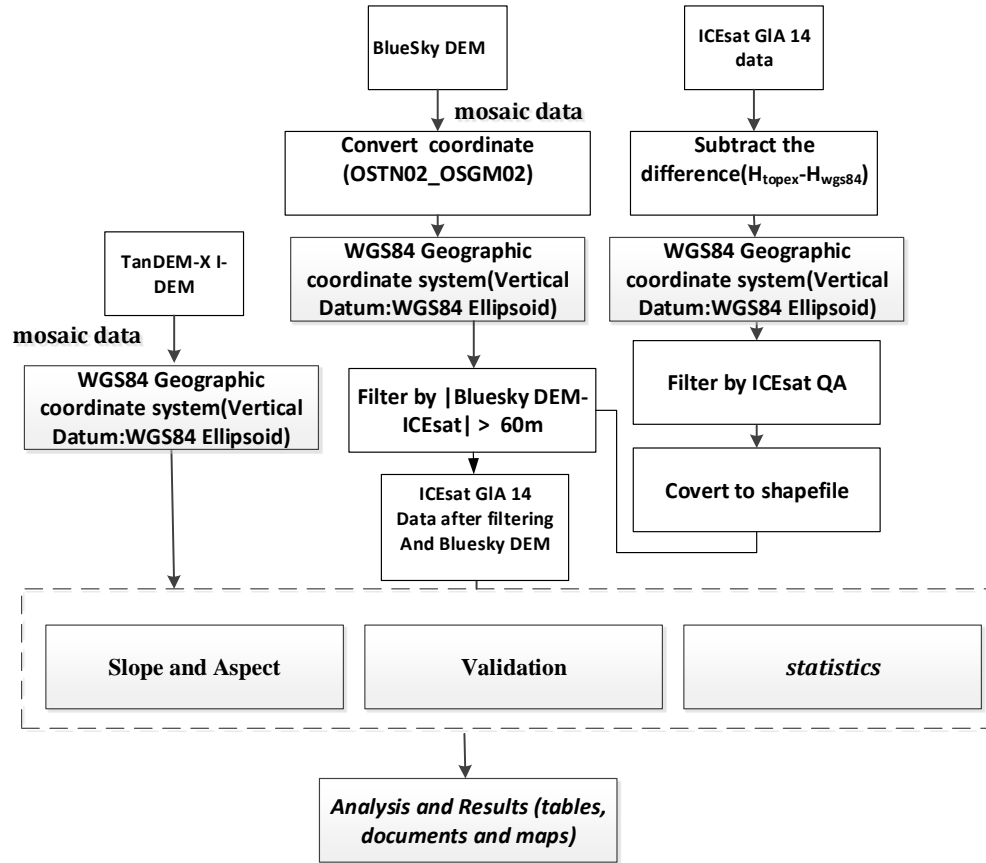 BlueSky DEM
ICEsat GlA 14
data
mosaic data
Convert coordinate
(OSTN02_OSGM02)
Subtract the
difference(Htopex-Hwgs84)
TanDEM-X I-
DEM
WGS84 Geographic
coordinate system(Vertical
Datum:WGS84 Ellipsoid)
WGS84 Geographic
coordinate system(Vertical
Datum:WGS84 Ellipsoid)
mosaic data
WGS84 Geographic
coordinate system(Vertical
Datum:WGS84 Ellipsoid)
Filter by |Bluesky DEM-
ICEsat| > 60m
Filter by ICEsat QA
ICEsat GlA 14
Data after filtering
And Bluesky DEM
Covert to shapefile
Slope and Aspect
Validation
statistics
Analysis and Results (tables,
documents and maps)